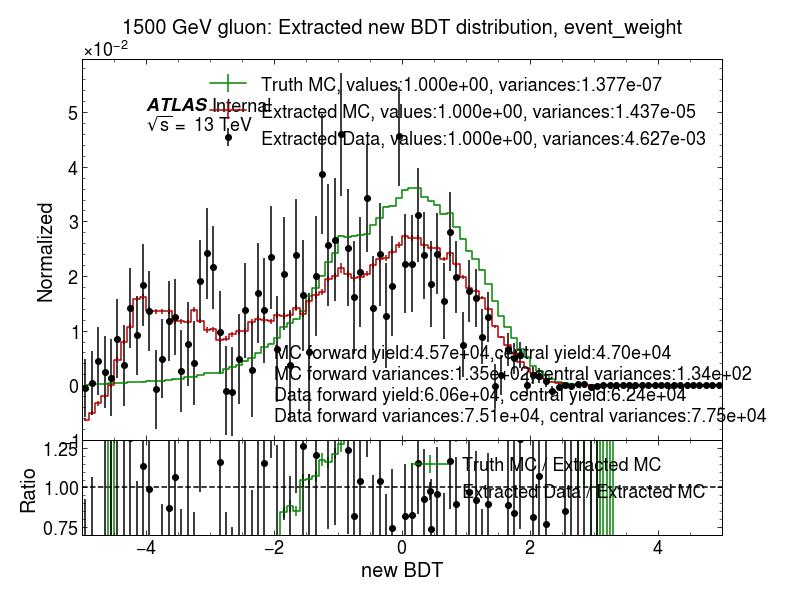 1500 GeV gluon: Extracted new BDT distribution, event_weight
×10⁻²
Truth MC, values:1.000e+00, variances:1.377e-07
ATLAS Internal
Extracted MC, values:1.000e+00, variances:1.437e-05
√s = 13 TeV
Extracted Data, values:1.000e+00, variances:4.627e-03
5
4
3
2
1
0
Normalized
MC forward yield:4.57e+04,central yield:4.70e+04
MC forward variances:1.35e+02,central variances:1.34e+02
Data forward yield:6.06e+04, central yield:6.24e+04
Data forward variances:7.51e+04, central variances:7.75e+04
1.25
1.00
0.75
Ratio
Truth MC / Extracted MC
Extracted Data / Extracted MC
−4 −2 0 2 4
new BDT